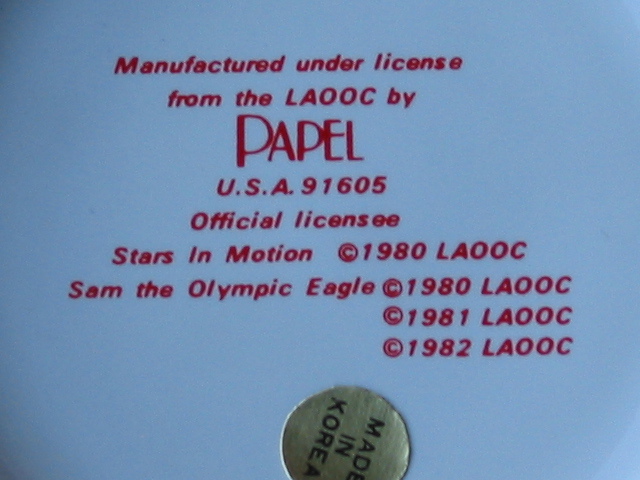 Manufactured under license
from the LAOOC by
PAPEL
U.S.A. 91605
Official licensee
Stars In Motion ©1980 LAOOC
Sam the Olympic Eagle ©1980 LAOOC
©1981 LAOOC
©1982 LAOOC
MADE
IN
KOREA